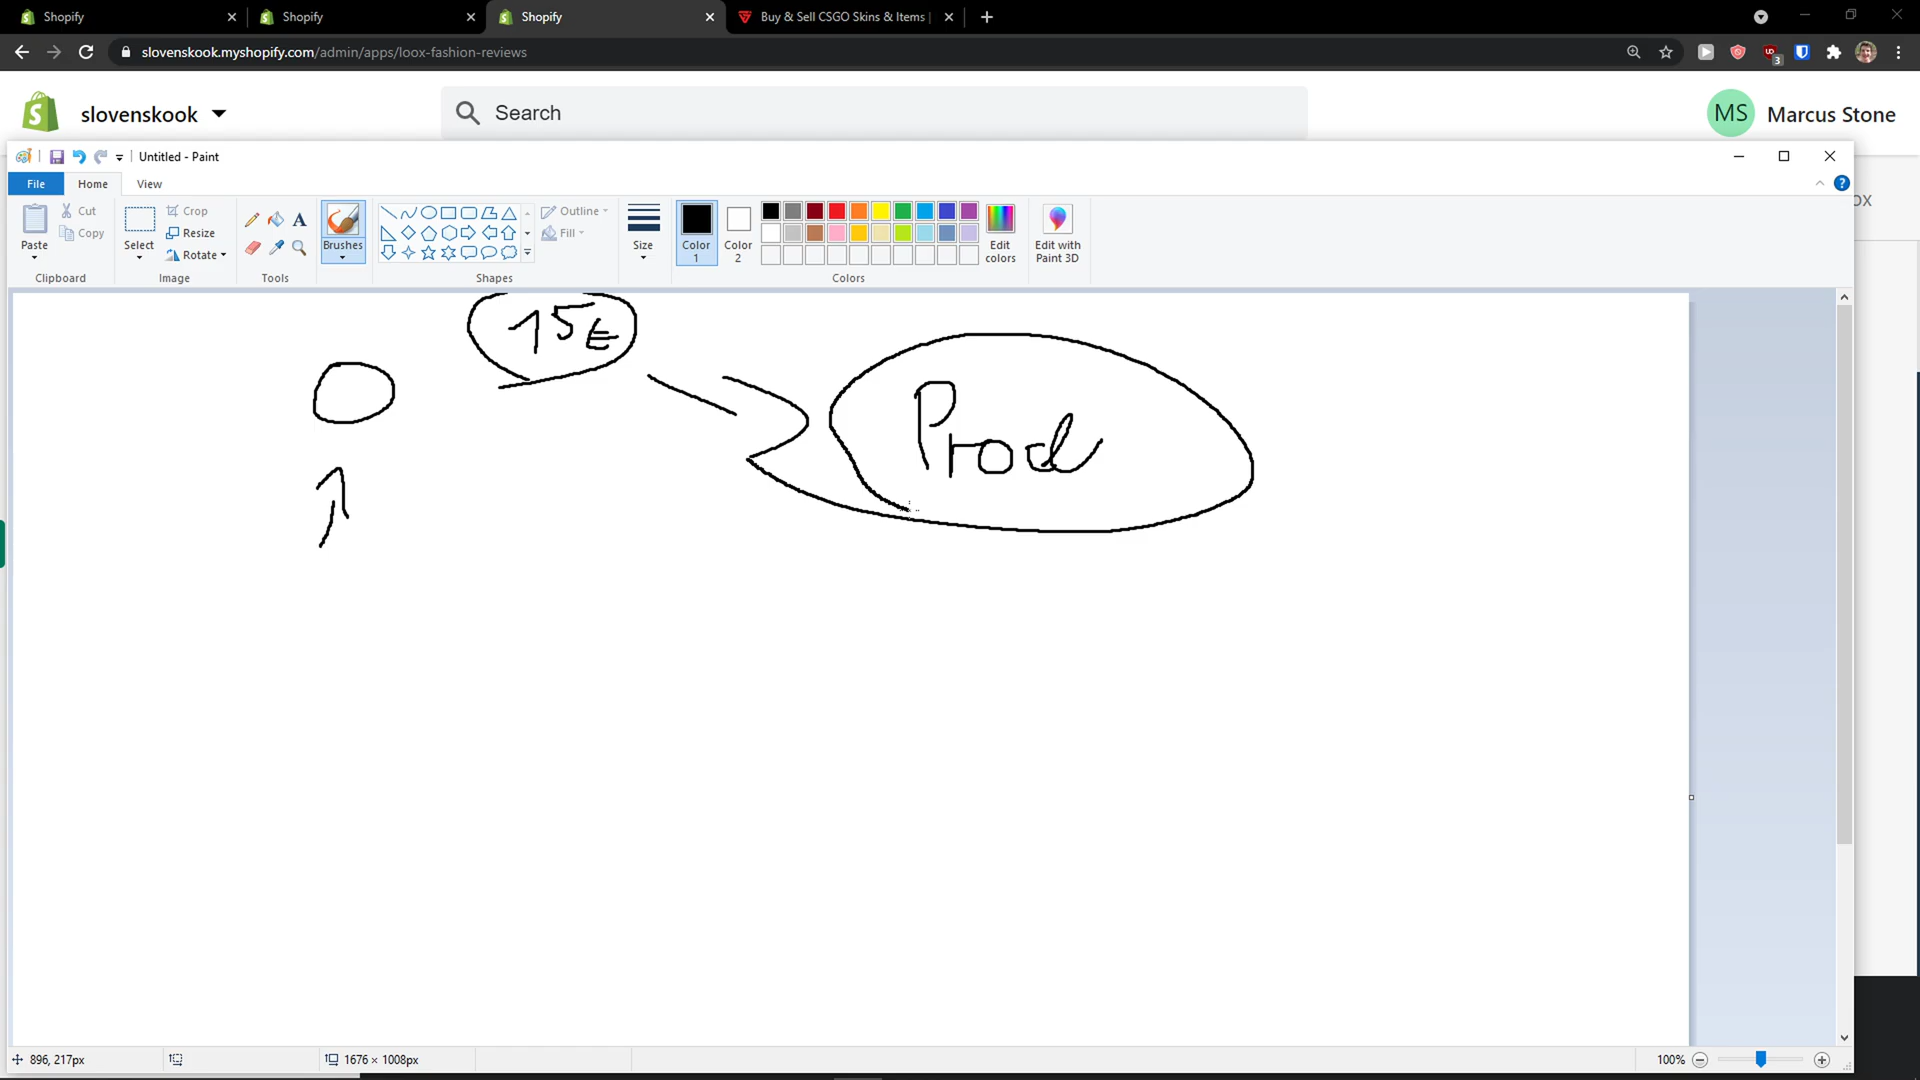 Shopify
Shopify
Shopify
Buy & Sell CSGO Skins & Items |
slovenskook.myshopify.com/admin/apps/loox-fashion-reviews
3
slovenskook
Search
MS
Marcus Stone
Untitled - Paint
File
Home
View
Paste
Cut
Copy
Clipboard
Select
Crop
Resize
Rotate
Image
A
Tools
Brushes
Outline
Fill
Shapes
Size
Color
1
Color
2
Edit
colors
Edit with
Paint 3D
Colors
15€
Prod
896, 217px
1676 × 1008px
100%